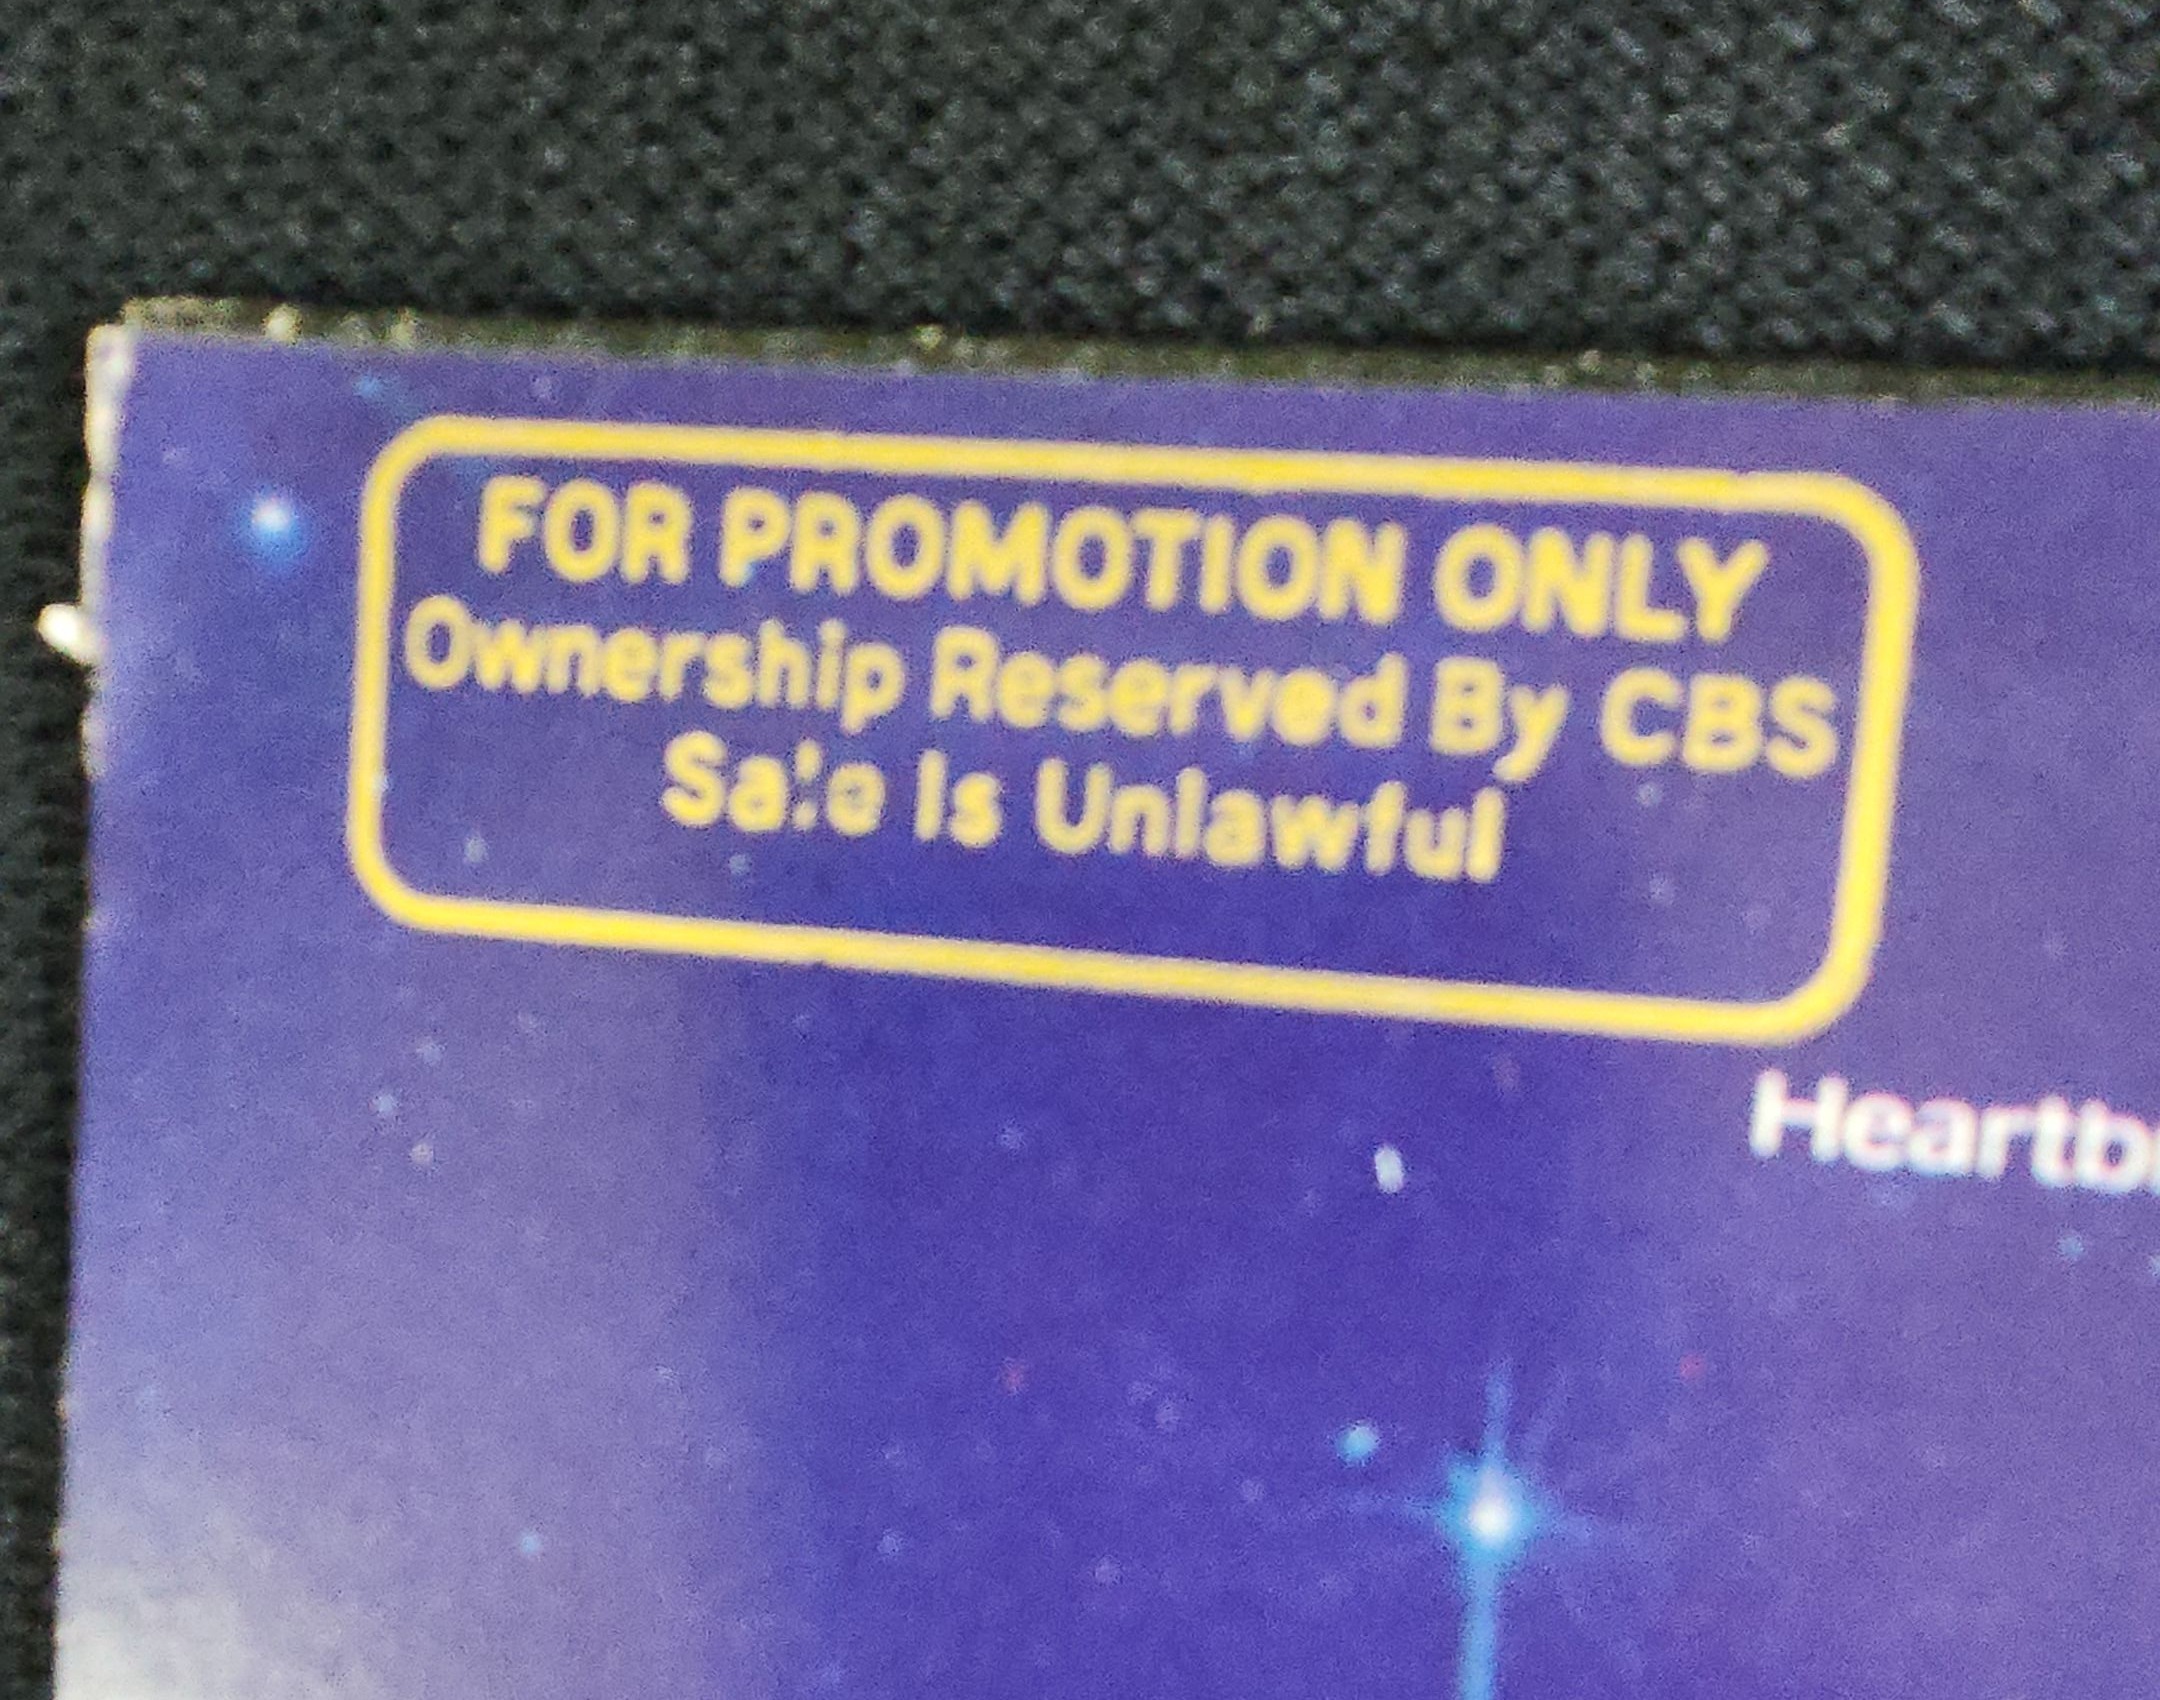 FOR PROMOTION ONLY
Ownership Reserved By CBS
Sale Is Unlawful